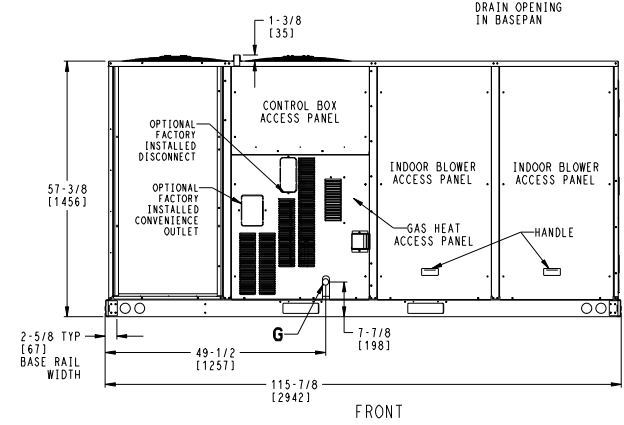 DRAIN OPENING
IN BASEPAN
1-3/8
[35]
CONTROL BOX
ACCESS PANEL
OPTIONAL
FACTORY
INSTALLED
DISCONNECT
INDOOR BLOWER
ACCESS PANEL
INDOOR BLOWER
ACCESS PANEL
57-3/8
[1456]
OPTIONAL
FACTORY
INSTALLED
CONVENIENCE
OUTLET
GAS HEAT
ACCESS PANEL
HANDLE
2-5/8 TYP
[67]
BASE RAIL
WIDTH
G
7-7/8
[198]
49-1/2
[1257]
115-7/8
[2942]
FRONT